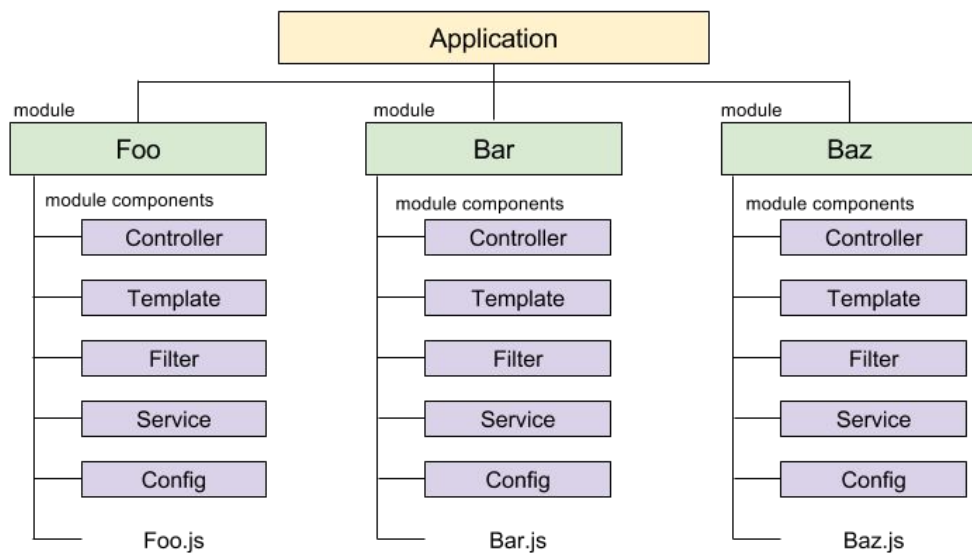 Application
module
Foo
module components
Controller
Template
Filter
Service
Config
Foo.js
module
Bar
module components
Controller
Template
Filter
Service
Config
Bar.js
module
Baz
module components
Controller
Template
Filter
Service
Config
Baz.js